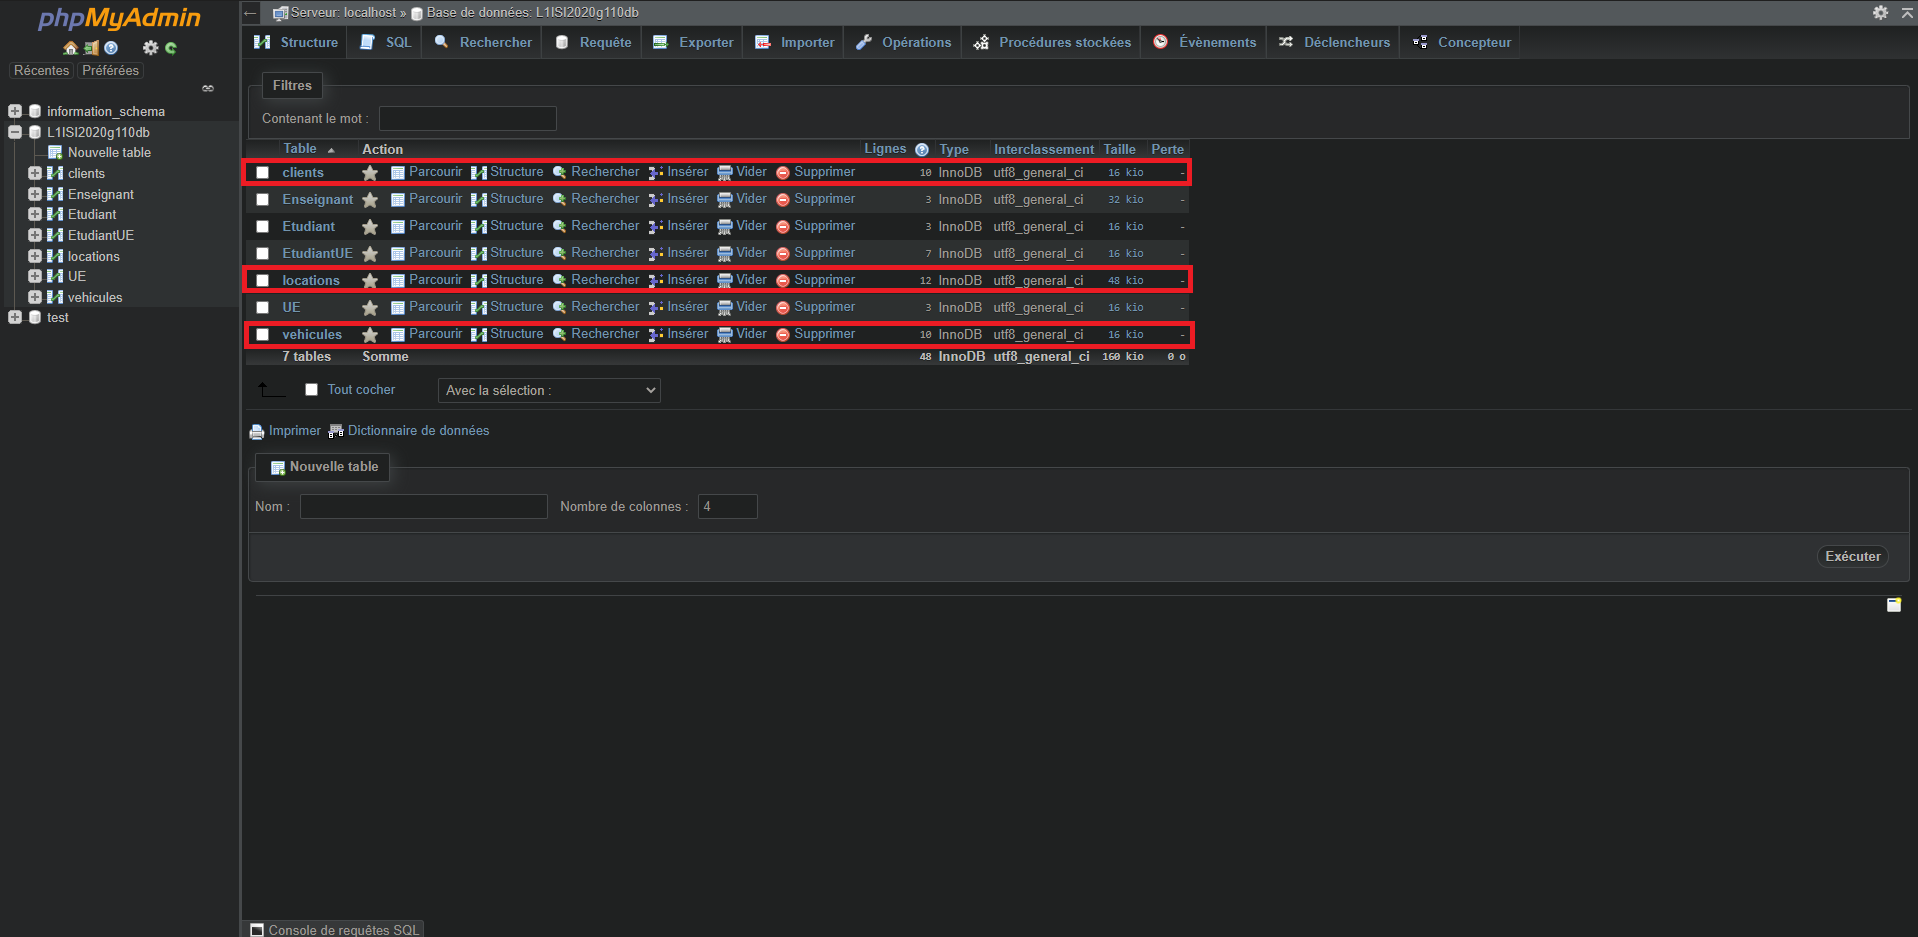 phpMyAdmin
Récentes Préférées
information_schema
L1ISI2020g110db
Nouvelle table
clients
Enseignant
Etudiant
EtudiantUE
locations
UE
vehicules
test
← Serveur: localhost » Base de données: L1ISI2020g110db
Structure SQL Rechercher Requête Exporter Importer Opérations Procédures stockées Évènements Déclencheurs Concepteur
Filtres
Contenant le mot :
Table Action Lignes Type Interclassement Taille Perte
clients Parcourir Structure Rechercher Insérer Vider Supprimer 10 InnoDB utf8_general_ci 16 kio -
Enseignant Parcourir Structure Rechercher Insérer Vider Supprimer 3 InnoDB utf8_general_ci 32 kio -
Etudiant Parcourir Structure Rechercher Insérer Vider Supprimer 3 InnoDB utf8_general_ci 16 kio -
EtudiantUE Parcourir Structure Rechercher Insérer Vider Supprimer 7 InnoDB utf8_general_ci 16 kio -
locations Parcourir Structure Rechercher Insérer Vider Supprimer 12 InnoDB utf8_general_ci 48 kio -
UE Parcourir Structure Rechercher Insérer Vider Supprimer 3 InnoDB utf8_general_ci 16 kio -
vehicules Parcourir Structure Rechercher Insérer Vider Supprimer 10 InnoDB utf8_general_ci 16 kio -
7 tables Somme 48 InnoDB utf8_general_ci 160 kio 0 o
Tout cocher Avec la sélection :
Imprimer Dictionnaire de données
Nouvelle table
Nom : Nombre de colonnes : 4
Exécuter
Console de requêtes SQL